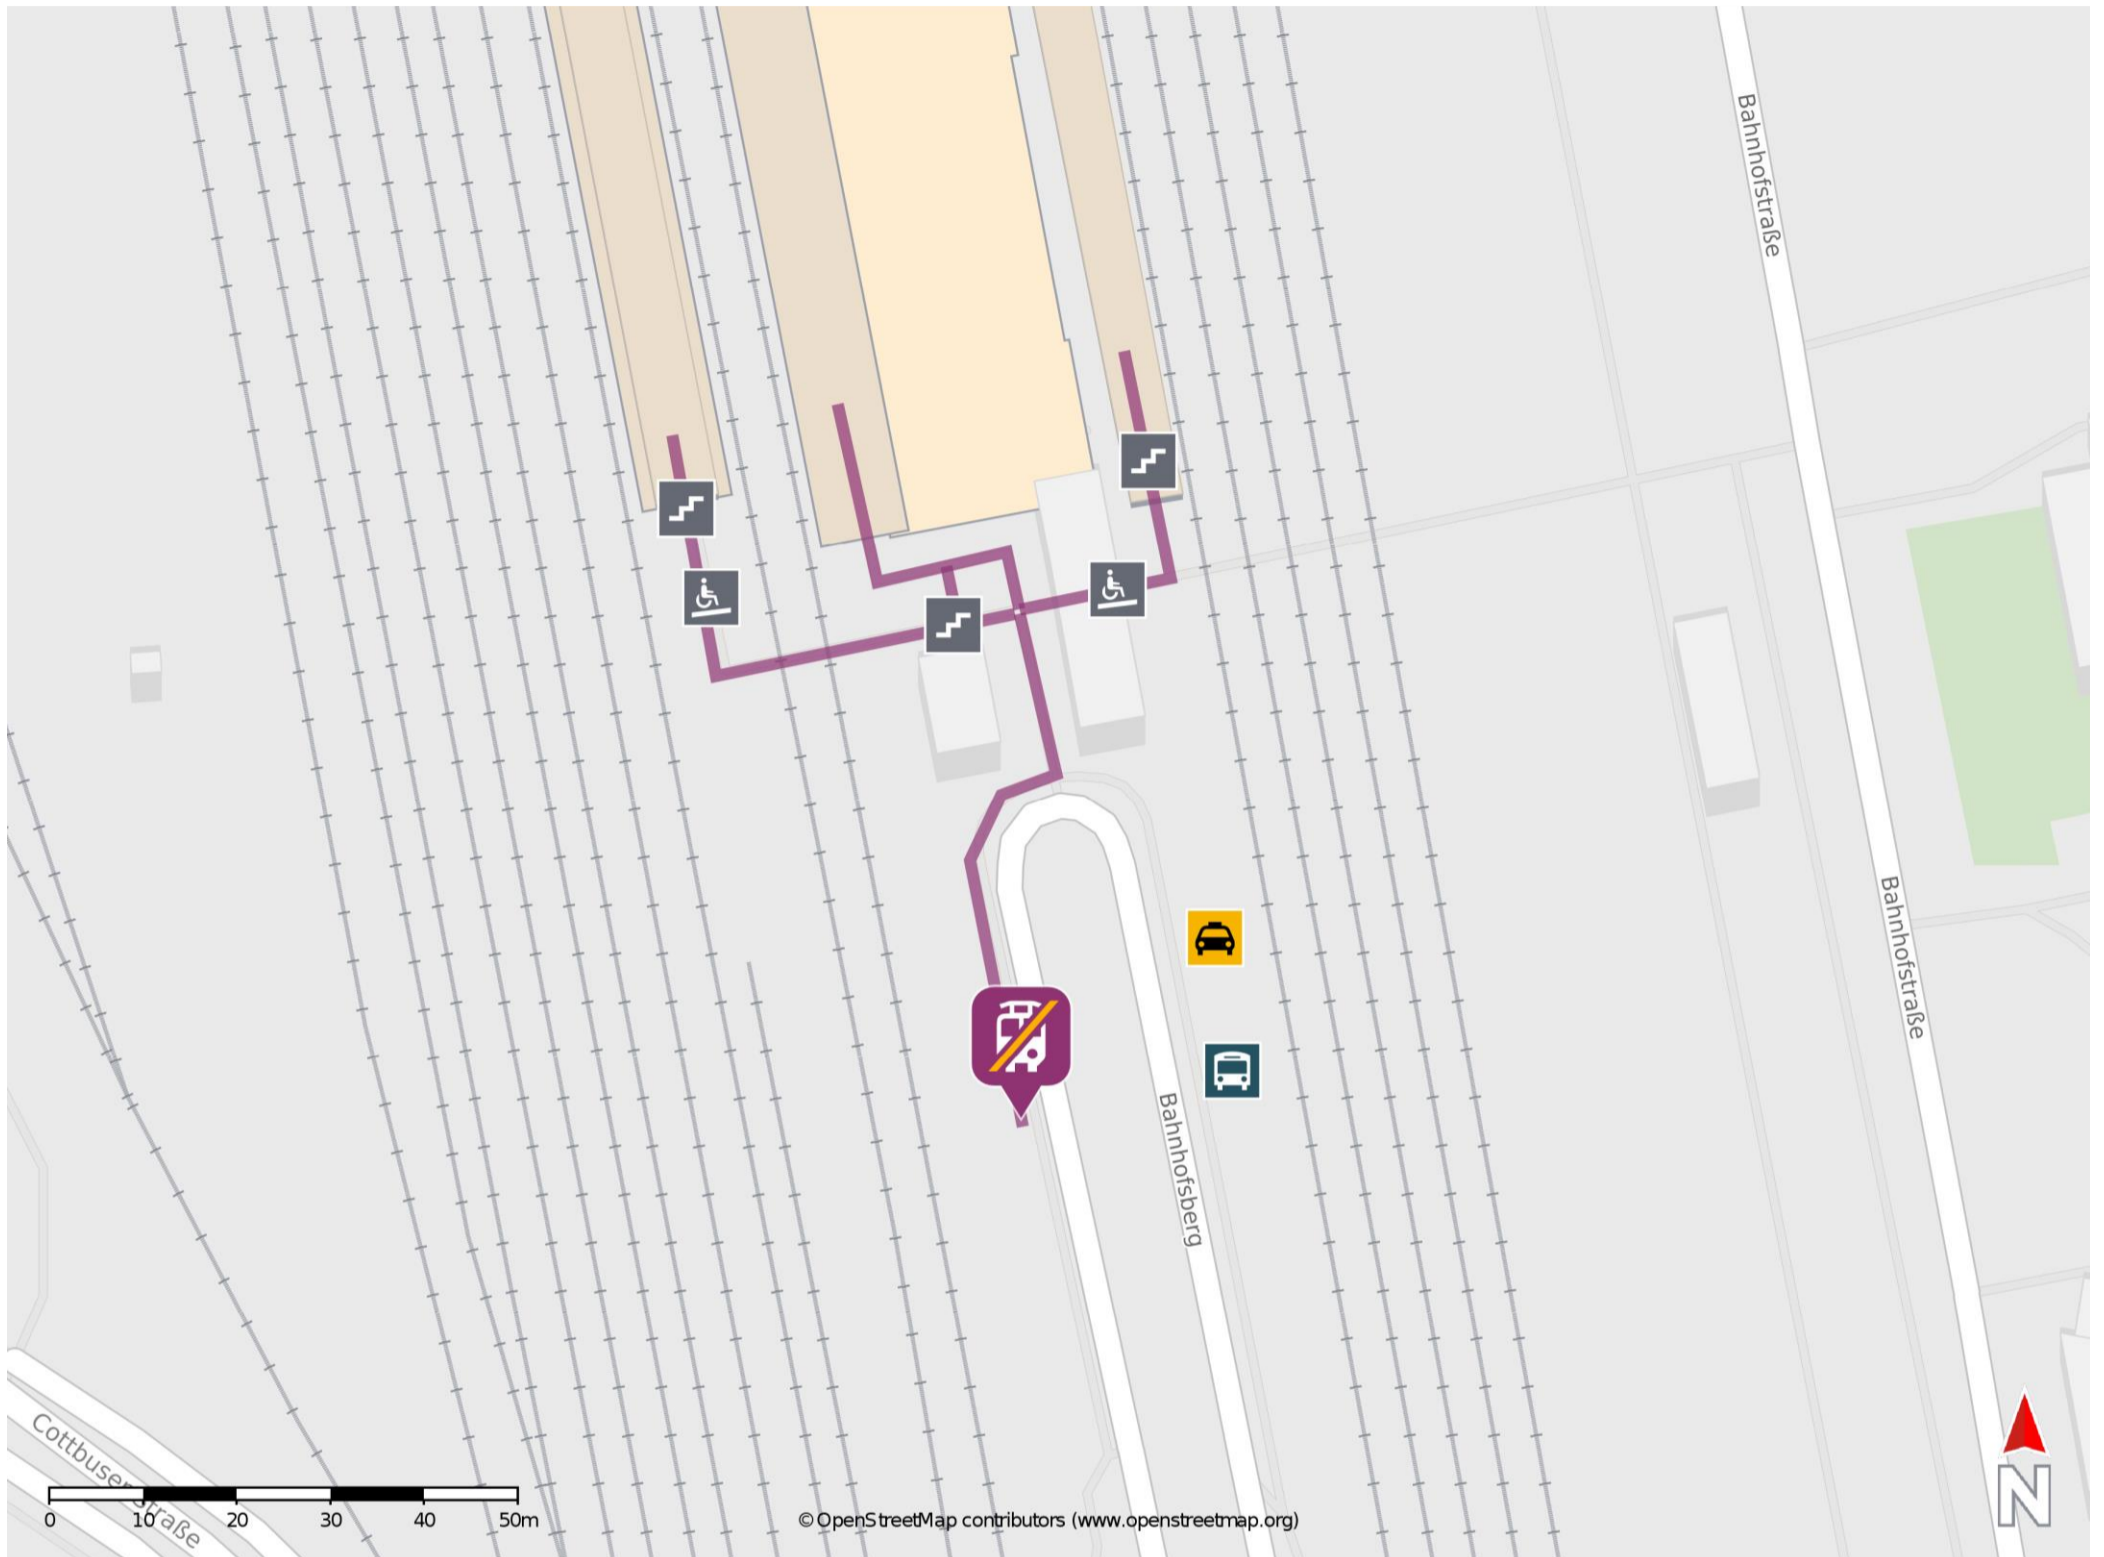 Bahnhofstraße
Bahnhofstraße
Bahnhofsberg
Cottbuser Straße
0 10 20 30 40 50m
© OpenStreetMap contributors (www.openstreetmap.org)
N